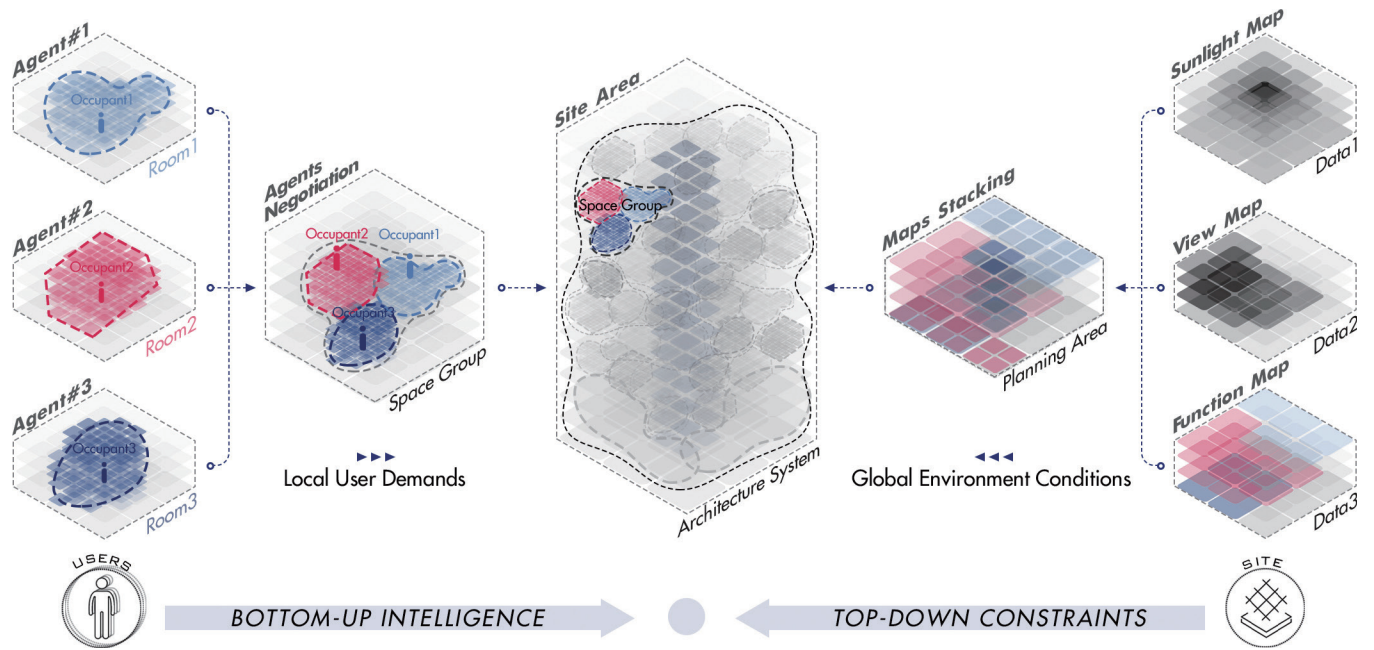 Agent#1
Occupant1
Room1
Agent#2
Occupant2
Room2
Agent#3
Occupant3
Room3
Agents
Negotiation
Occupant2
Occupant1
Occupant3
Space Group
Local User Demands
Site Area
Space Group
Architecture System
Maps Stacking
Planning Area
Global Environment Conditions
Sunlight Map
Data1
View Map
Data2
Function Map
Data3
USERS
BOTTOM-UP INTELLIGENCE
TOP-DOWN CONSTRAINTS
SITE